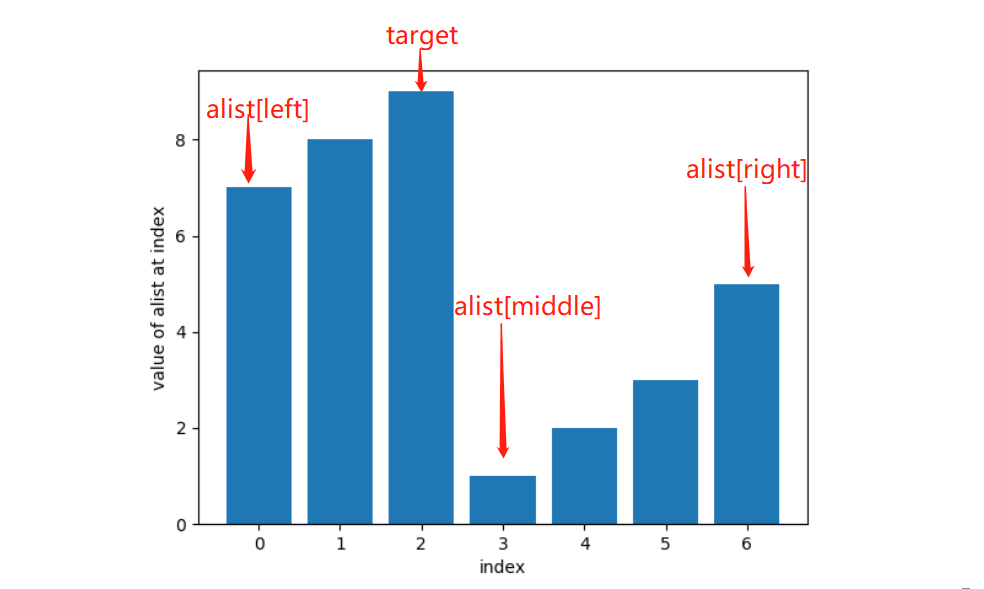 target
alist[left]
alist[right]
alist[middle]
value of alist at index
8
6
4
2
0
0 1 2 3 4 5 6
index